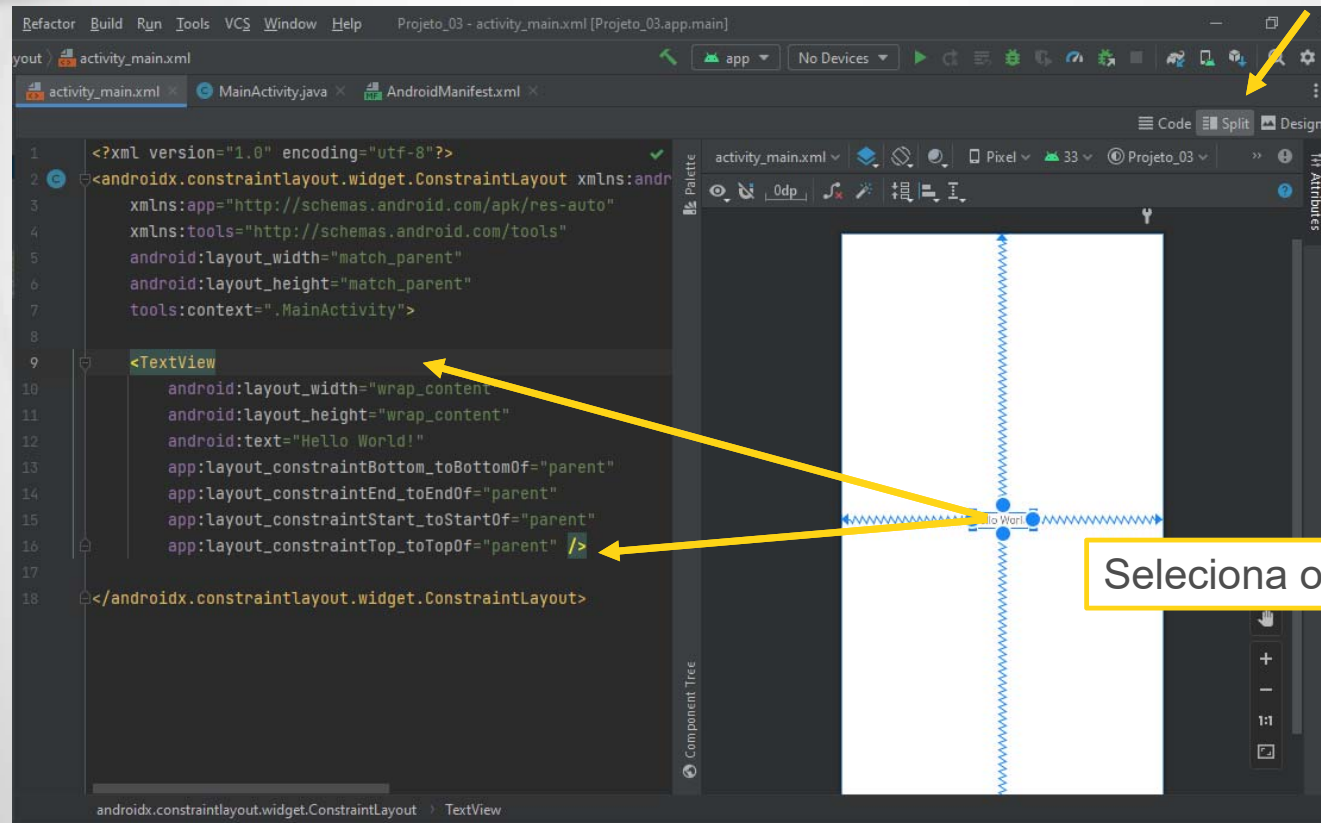 Refactor Build Run Tools VCS Window Help Projeto_03 - activity_main.xml [Projeto_03.app.main]
yout activity_main.xml app No Devices
activity_main.xml MainActivity.java AndroidManifest.xml
Code Split Design
1 <?xml version="1.0" encoding="utf-8"?>
2 <androidx.constraintlayout.widget.ConstraintLayout xmlns:andr
3 xmlns:app="http://schemas.android.com/apk/res-auto"
4 xmlns:tools="http://schemas.android.com/tools"
5 android:layout_width="match_parent"
6 android:layout_height="match_parent"
7 tools:context=".MainActivity">
8
9 <TextView
10 android:layout_width="wrap_content
11 android:layout_height="wrap_content"
12 android:text="Hello World!"
13 app:layout_constraintBottom_toBottomOf="parent"
14 app:layout_constraintEnd_toEndOf="parent"
15 app:layout_constraintStart_toStartOf="parent"
16 app:layout_constraintTop_toTopOf="parent" />
17
18 </androidx.constraintlayout.widget.ConstraintLayout>
Palette
activity_main.xml Pixel 33 Projeto_03
0dp
Attributes
llo Worl
Seleciona o
+
−
1:1
Component Tree
androidx.constraintlayout.widget.ConstraintLayout TextView